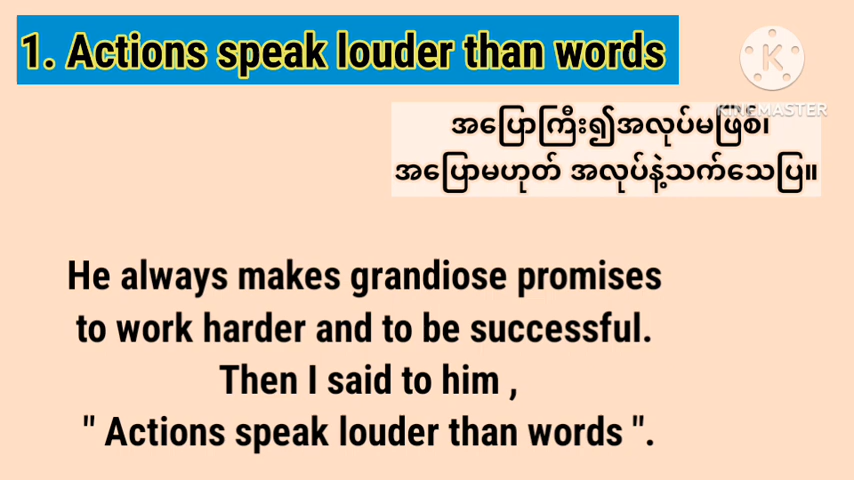 1. Actions speak louder than words
KINEMASTER
အပြောကြီး၍အလုပ်မဖြစ်၊
အပြောမဟုတ် အလုပ်နဲ့သက်သေပြ။
He always makes grandiose promises
to work harder and to be successful.
Then I said to him ,
" Actions speak louder than words ".